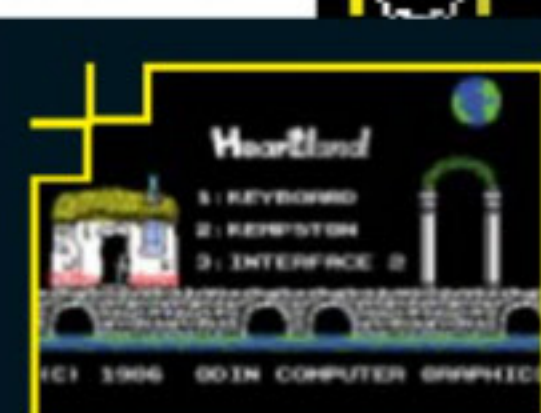 Heartland
1:KEYBOARD
2:KEMPSTON
3:INTERFACE 2
(C) 1986 ODIN COMPUTER GRAPHIC